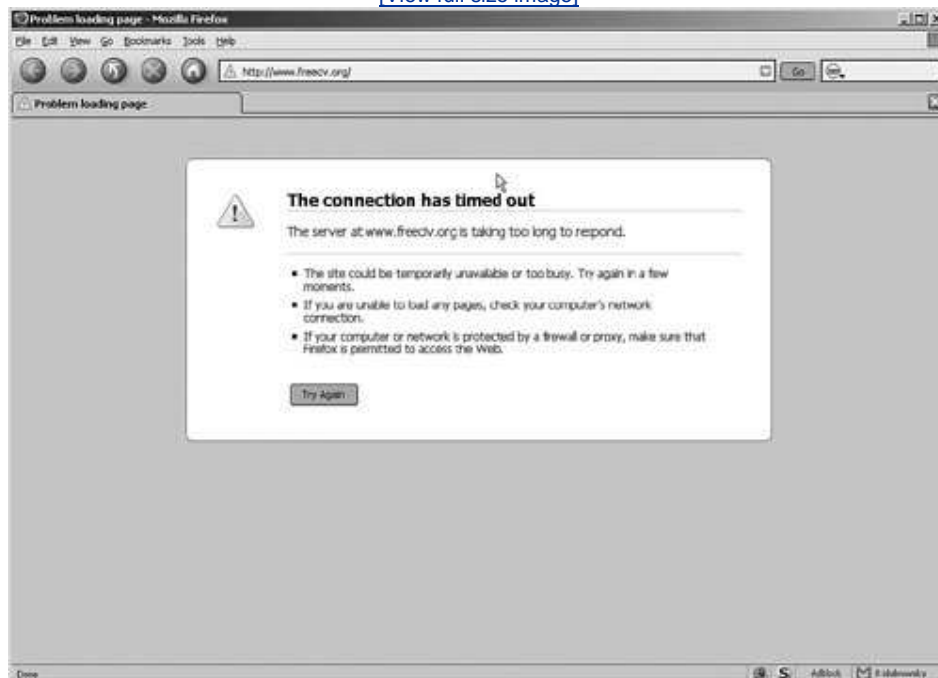 [View full size image]
Problem loading page - Mozilla Firefox
File Edit View Go Bookmarks Tools Help
http://www.freeciv.org/
Go
Problem loading page
The connection has timed out
The server at www.freeciv.org is taking too long to respond.
• The site could be temporarily unavailable or too busy. Try again in a few
moments.
• If you are unable to load any pages, check your computer's network
connection.
• If your computer or network is protected by a firewall or proxy, make sure that
Firefox is permitted to access the Web.
Try Again
Done
S Adblock